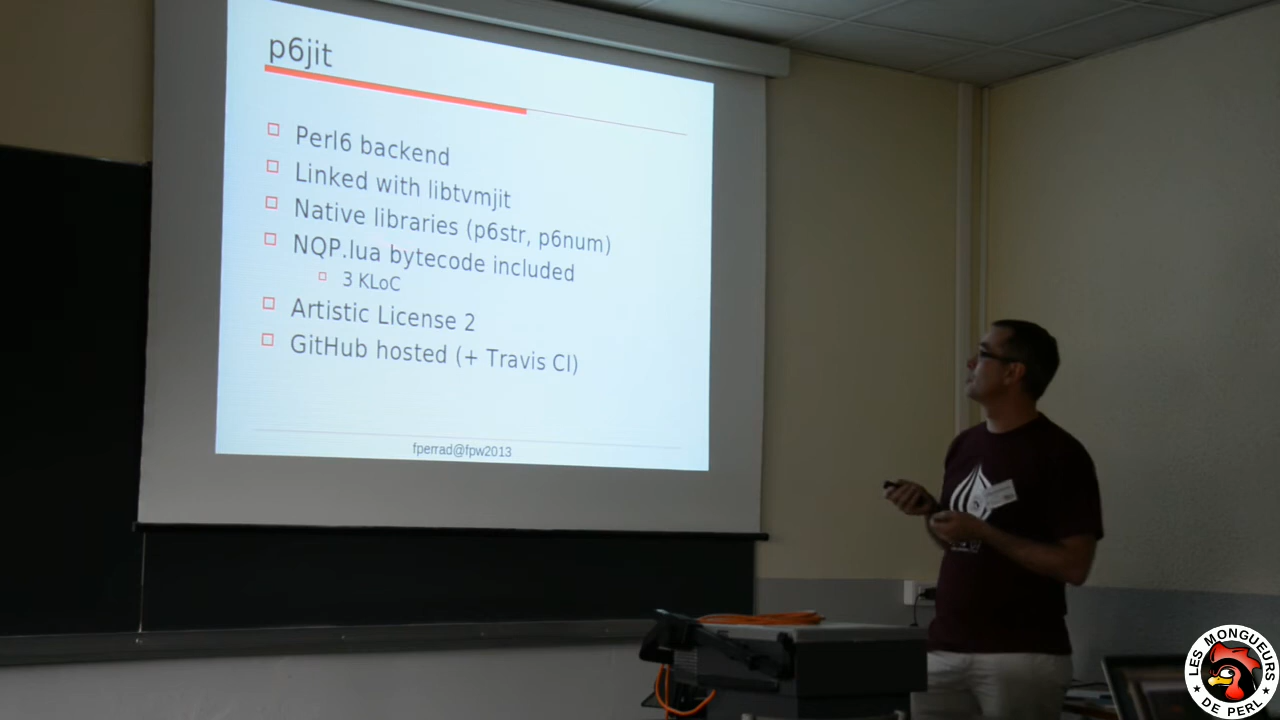 p6jit
Perl6 backend
Linked with libtvmjit
Native libraries (p6str, p6num)
NQP.lua bytecode included
3 KLoC
Artistic License 2
GitHub hosted (+ Travis CI)
fperrad@fpw2013
LES MONGUEURS
★ DE PERL ★